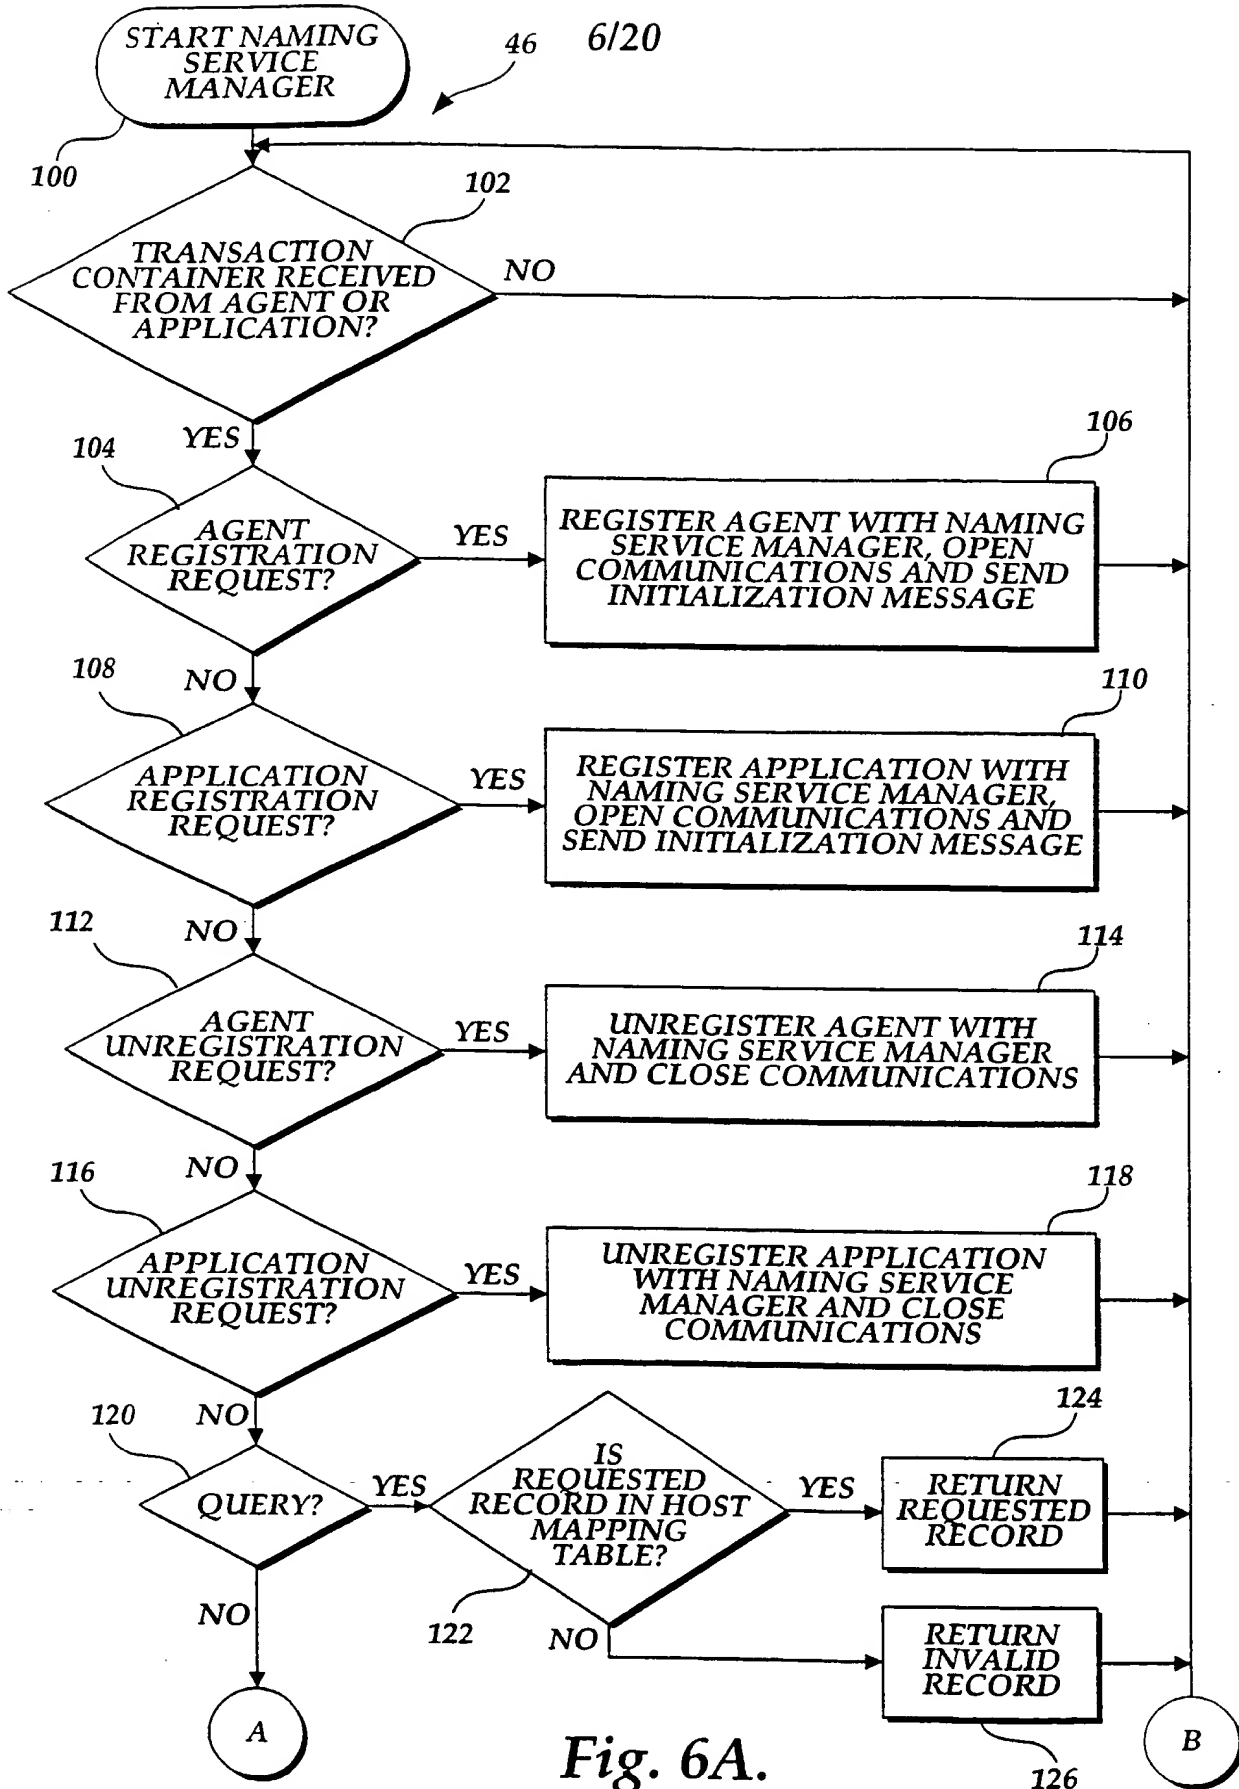 START NAMING
SERVICE
MANAGER
46
6/20
100
102
TRANSACTION
CONTAINER RECEIVED
FROM AGENT OR
APPLICATION?
NO
YES
104
AGENT
REGISTRATION
REQUEST?
YES
106
REGISTER AGENT WITH NAMING
SERVICE MANAGER, OPEN
COMMUNICATIONS AND SEND
INITIALIZATION MESSAGE
NO
108
APPLICATION
REGISTRATION
REQUEST?
YES
110
REGISTER APPLICATION WITH
NAMING SERVICE MANAGER,
OPEN COMMUNICATIONS AND
SEND INITIALIZATION MESSAGE
NO
112
AGENT
UNREGISTRATION
REQUEST?
YES
114
UNREGISTER AGENT WITH
NAMING SERVICE MANAGER
AND CLOSE COMMUNICATIONS
NO
116
APPLICATION
UNREGISTRATION
REQUEST?
YES
118
UNREGISTER APPLICATION
WITH NAMING SERVICE
MANAGER AND CLOSE
COMMUNICATIONS
NO
120
QUERY?
YES
IS
REQUESTED
RECORD IN HOST
MAPPING
TABLE?
122
YES
124
RETURN
REQUESTED
RECORD
NO
NO
RETURN
INVALID
RECORD
126
A
B
Fig. 6A.